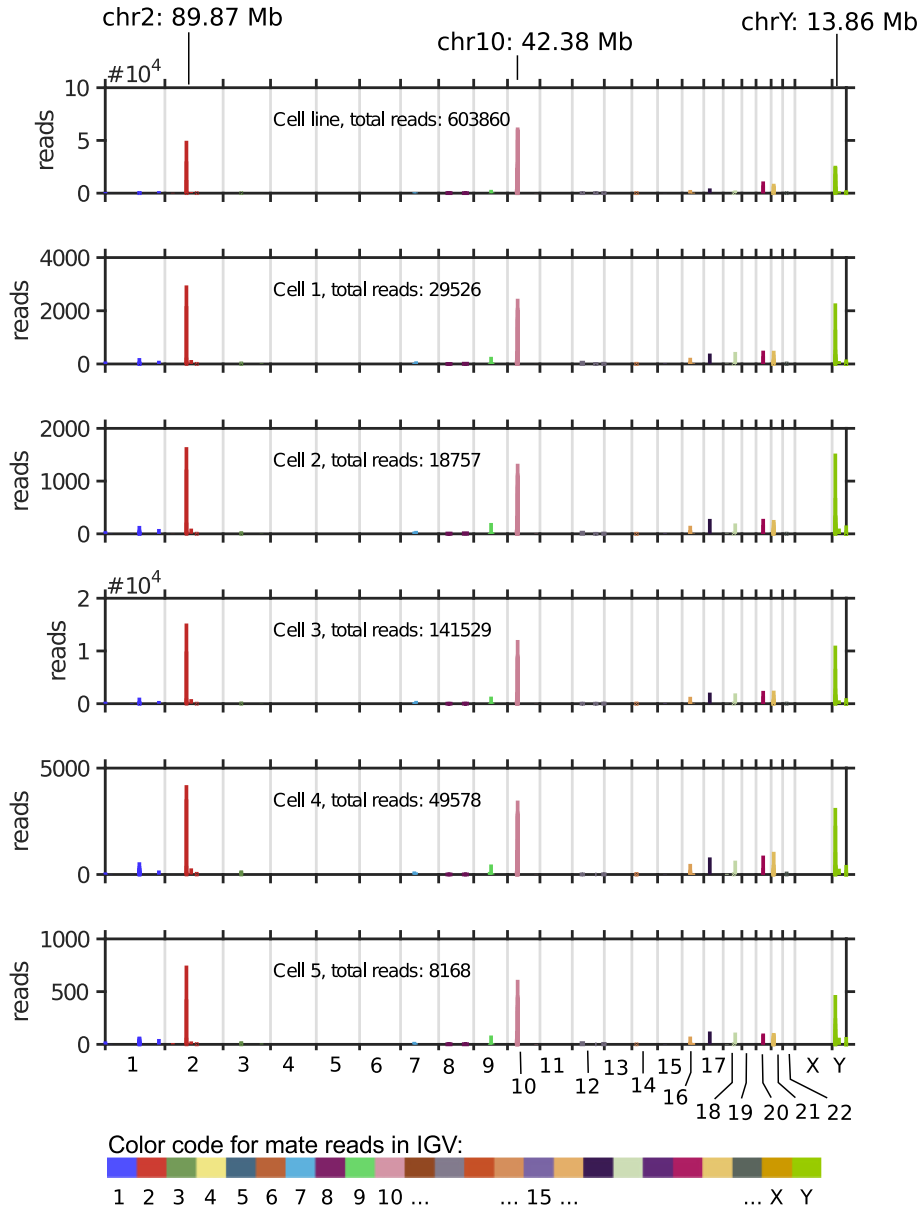 chr2: 89.87 Mb
chr10: 42.38 Mb
chrY: 13.86 Mb
#10^4
10
5
0
reads
Cell line, total reads: 603860
4000
2000
0
reads
Cell 1, total reads: 29526
2000
1000
0
reads
Cell 2, total reads: 18757
#10^4
2
1
0
reads
Cell 3, total reads: 141529
5000
0
reads
Cell 4, total reads: 49578
1000
500
0
reads
Cell 5, total reads: 8168
1 2 3 4 5 6 7 8 9 10 11 12 13 14 15 16 17 18 19 20 21 22 X Y
Color code for mate reads in IGV:
1 2 3 4 5 6 7 8 9 10 ... ... 15 ... ... X Y